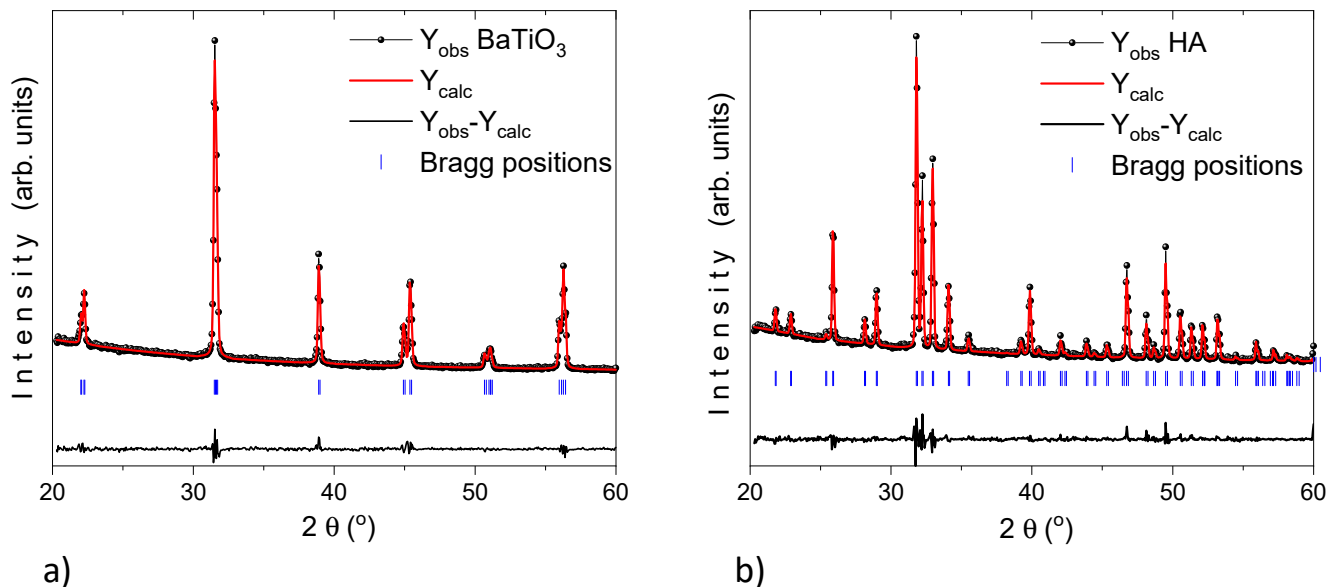 Y_obs BaTiO_3
Y_calc
Y_obs-Y_calc
Bragg positions
Intensity (arb. units)
20 30 40 50 60
2 θ (°)
a)
Y_obs HA
Y_calc
Y_obs-Y_calc
Bragg positions
Intensity (arb. units)
20 30 40 50 60
2 θ (°)
b)